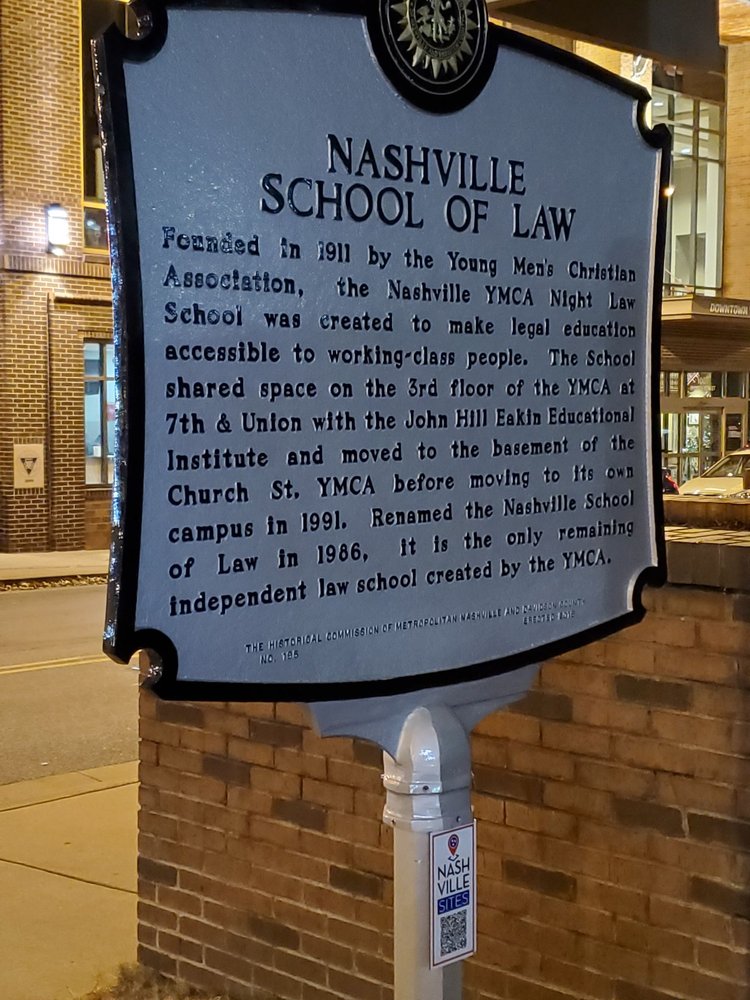 NASHVILLE
SCHOOL OF LAW
Founded in 1911 by the Young Men's Christian
Association, the Nashville YMCA Night Law
School was created to make legal education
accessible to working-class people. The School
shared space on the 3rd floor of the YMCA at
7th & Union with the John Hill Eakin Educational
Institute and moved to the basement of the
Church St. YMCA before moving to its own
campus in 1991. Renamed the Nashville School
of Law in 1986, it is the only remaining
independent law school created by the YMCA.
THE HISTORICAL COMMISSION OF METROPOLITAN NASHVILLE AND DAVIDSON COUNTY
NO. 195 ERECTED
DOWNTOWN
NASH
VILLE
SITES